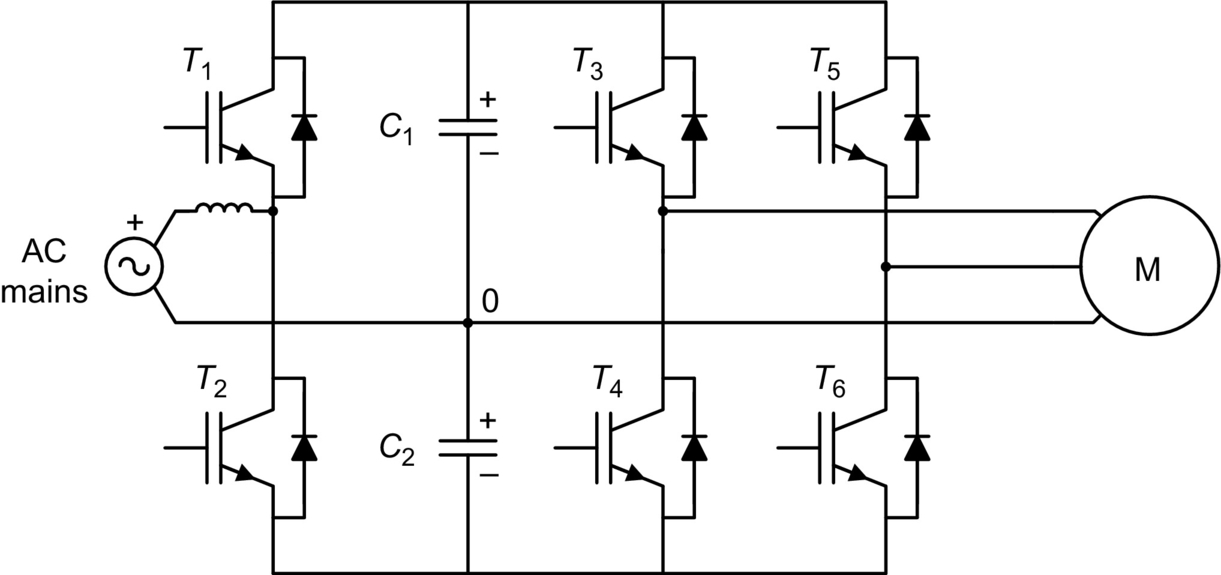 T1
T3
T5
+
C1
–
+
AC
mains
M
0
T2
T4
T6
+
C2
–